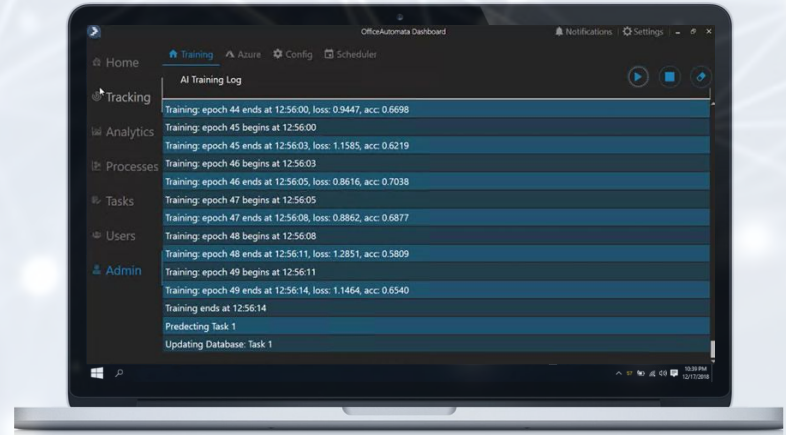 OfficeAutomata Dashboard
Notifications
Settings
Home
Tracking
Analytics
Processes
Tasks
Users
Admin
Training
Azure
Config
Scheduler
AI Training Log
Training: epoch 44 ends at 12:56:00, loss: 0.9447, acc: 0.6698
Training: epoch 45 begins at 12:56:00
Training: epoch 45 ends at 12:56:03, loss: 1.1585, acc: 0.6219
Training: epoch 46 begins at 12:56:03
Training: epoch 46 ends at 12:56:05, loss: 0.8616, acc: 0.7038
Training: epoch 47 begins at 12:56:05
Training: epoch 47 ends at 12:56:08, loss: 0.8862, acc: 0.6877
Training: epoch 48 begins at 12:56:08
Training: epoch 48 ends at 12:56:11, loss: 1.2851, acc: 0.5809
Training: epoch 49 begins at 12:56:11
Training: epoch 49 ends at 12:56:14, loss: 1.1464, acc: 0.6540
Training ends at 12:56:14
Predecting Task 1
Updating Database: Task 1
10:39 PM
12/17/2018